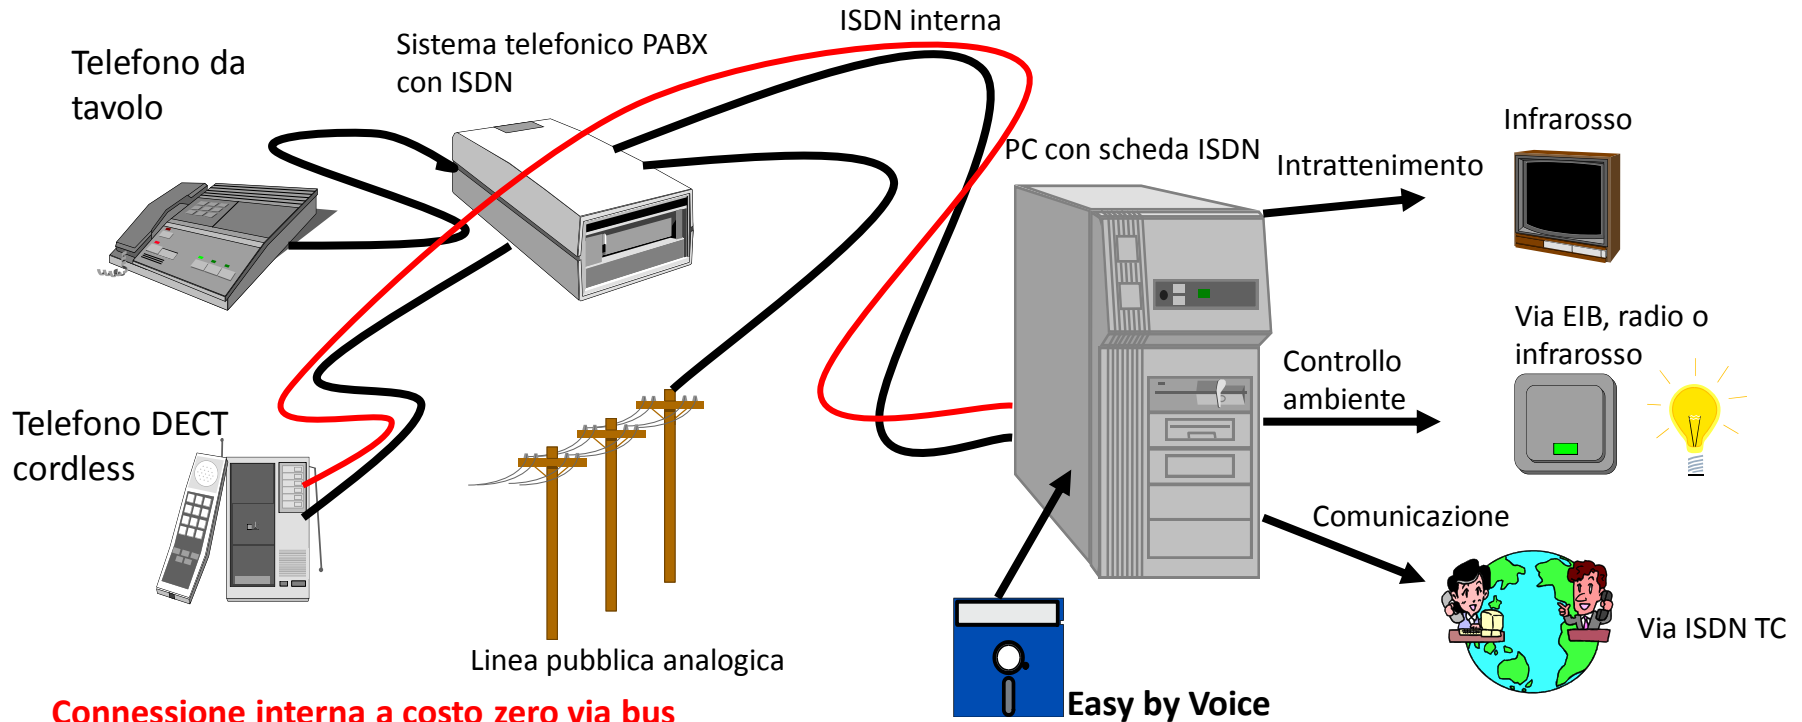 ISDN interna
Sistema telefonico PABX
con ISDN
Telefono da
tavolo
Infrarosso
PC con scheda ISDN
Intrattenimento
Via EIB, radio o
infrarosso
Controllo
ambiente
Telefono DECT
cordless
Comunicazione
Via ISDN TC
Linea pubblica analogica
Easy by Voice
Connessione interna a costo zero via bus